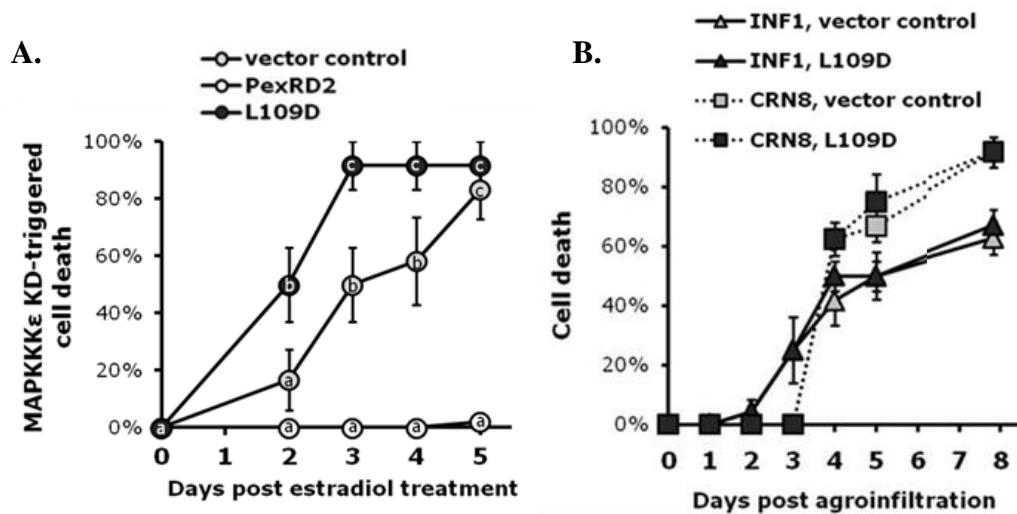 A.
vector control
PexRD2
L109D
MAPKKKε KD-triggered
cell death
100%
80%
60%
40%
20%
0%
c c c
c
b b b
a
a a a a a
0 1 2 3 4 5
Days post estradiol treatment
B.
INF1, vector control
INF1, L109D
CRN8, vector control
CRN8, L109D
Cell death
100%
80%
60%
40%
20%
0%
0 1 2 3 4 5 6 7 8
Days post agroinfiltration